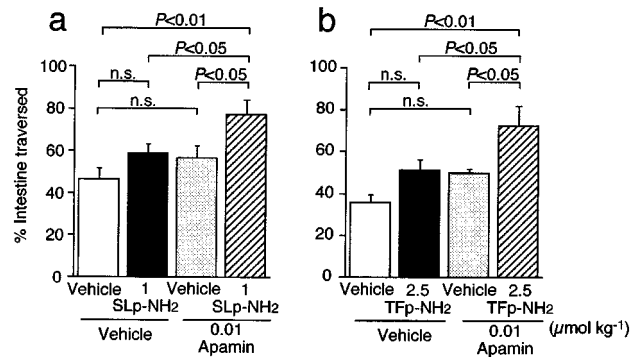 a
P<0.01
P<0.05
n.s.
P<0.05
n.s.
% Intestine traversed
100
80
60
40
20
0
Vehicle 1 Vehicle 1
SLp-NH2 SLp-NH2
Vehicle 0.01
Apamin
b
P<0.01
P<0.05
n.s.
P<0.05
n.s.
100
80
60
40
20
0
Vehicle 2.5 Vehicle 2.5
TFp-NH2 TFp-NH2
Vehicle 0.01 (μmol kg⁻¹)
Apamin